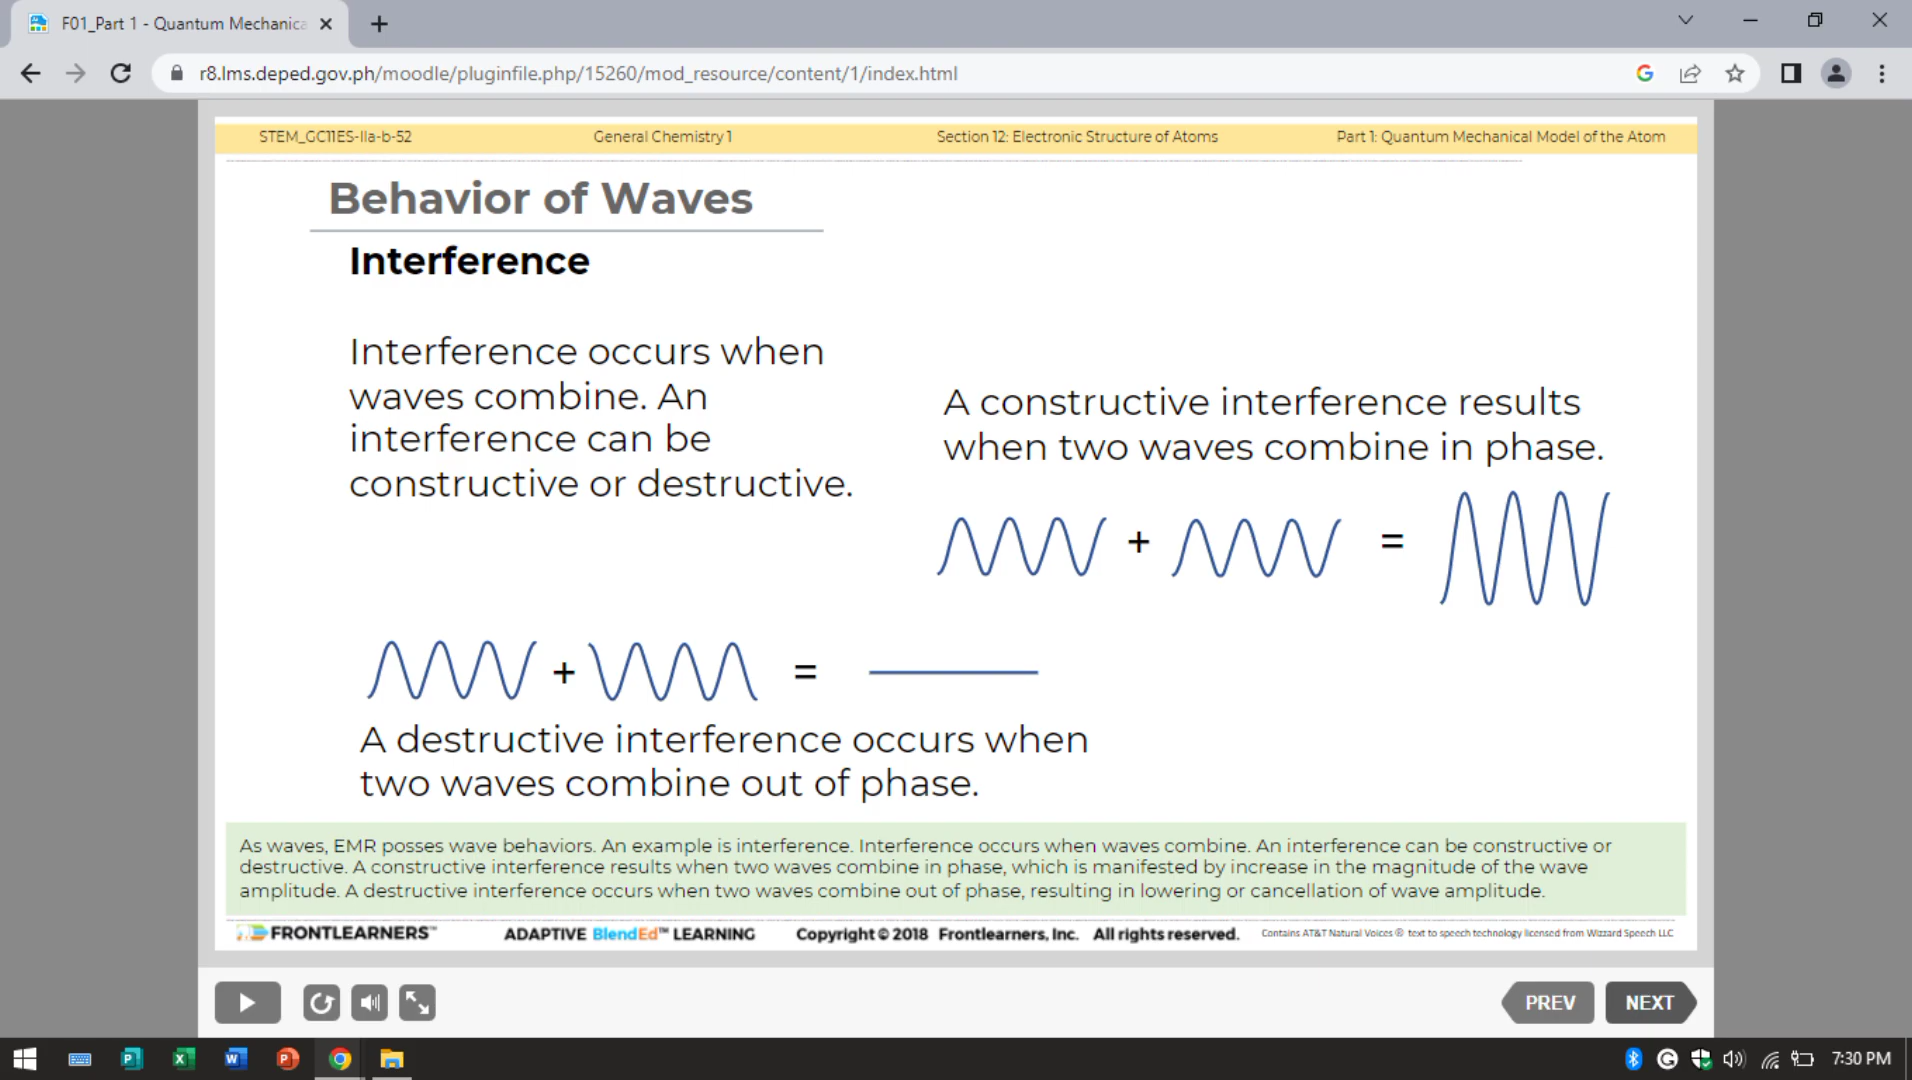 F01_Part 1 - Quantum Mechanica
r8.lms.deped.gov.ph/moodle/pluginfile.php/15260/mod_resource/content/1/index.html
STEM_GC11ES-IIa-b-52 General Chemistry 1 Section 12: Electronic Structure of Atoms Part 1: Quantum Mechanical Model of the Atom
Behavior of Waves
Interference
Interference occurs when
waves combine. An
interference can be
constructive or destructive.
A constructive interference results
when two waves combine in phase.
+ =
+ =
A destructive interference occurs when
two waves combine out of phase.
As waves, EMR posses wave behaviors. An example is interference. Interference occurs when waves combine. An interference can be constructive or
destructive. A constructive interference results when two waves combine in phase, which is manifested by increase in the magnitude of the wave
amplitude. A destructive interference occurs when two waves combine out of phase, resulting in lowering or cancellation of wave amplitude.
FRONTLEARNERS™ ADAPTIVE BlendEd™ LEARNING Copyright © 2018 Frontlearners, Inc. All rights reserved. Contains AT&T Natural Voices ® text to speech technology licensed from Wizzard Speech LLC
PREV NEXT
7:30 PM